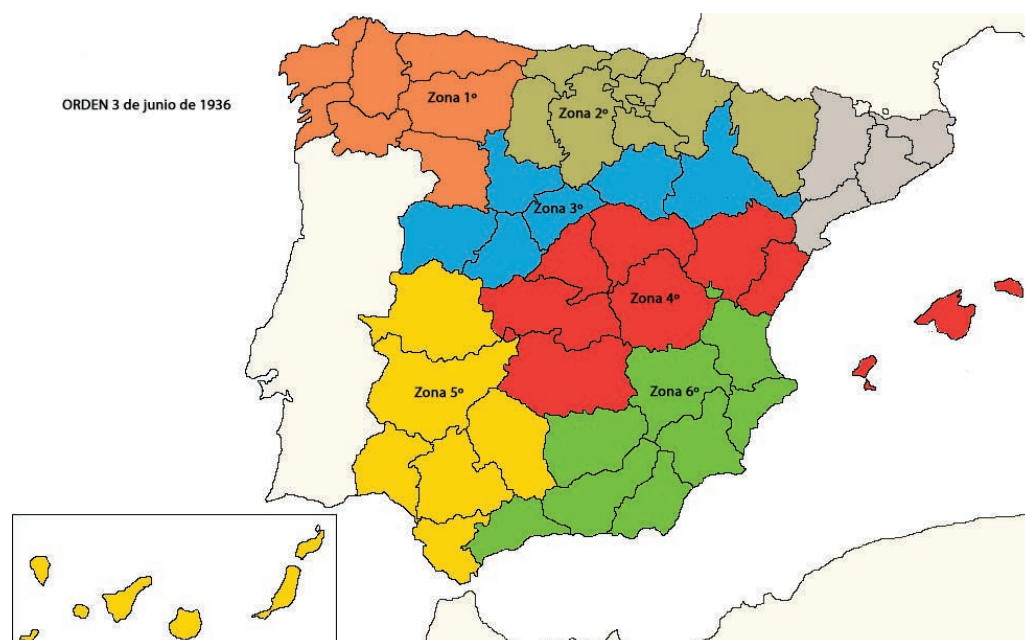 ORDEN 3 de junio de 1936
Zona 1º
Zona 2º
Zona 3º
Zona 4º
Zona 5º
Zona 6º